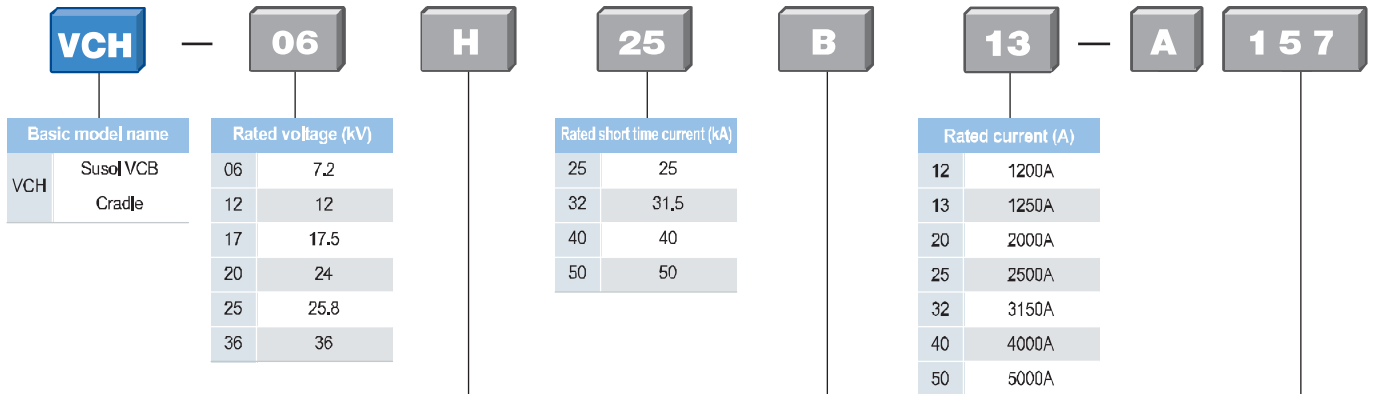 VCH — 06 H 25 B 13 — A 1 5 7
Basic model name
VCH
Susol VCB
Cradle
Rated voltage (kV)
06 7.2
12 12
17 17.5
20 24
25 25.8
36 36
Rated short time current (kA)
25 25
32 31.5
40 40
50 50
Rated current (A)
12 1200A
13 1250A
20 2000A
25 2500A
32 3150A
40 4000A
50 5000A